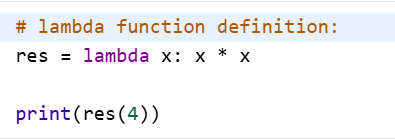 # lambda function definition:
res = lambda x: x * x
print(res(4))